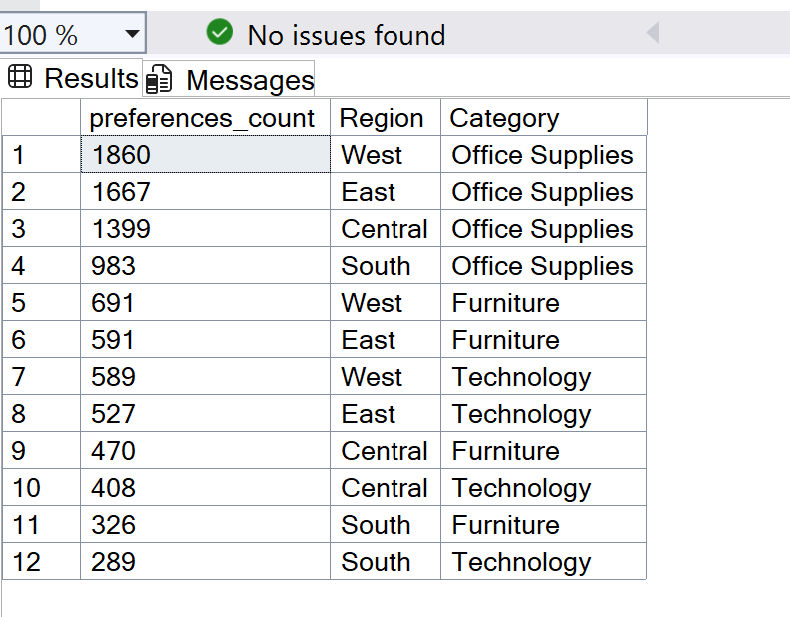 100 % No issues found
Results Messages
preferences_count Region Category
1 1860 West Office Supplies
2 1667 East Office Supplies
3 1399 Central Office Supplies
4 983 South Office Supplies
5 691 West Furniture
6 591 East Furniture
7 589 West Technology
8 527 East Technology
9 470 Central Furniture
10 408 Central Technology
11 326 South Furniture
12 289 South Technology